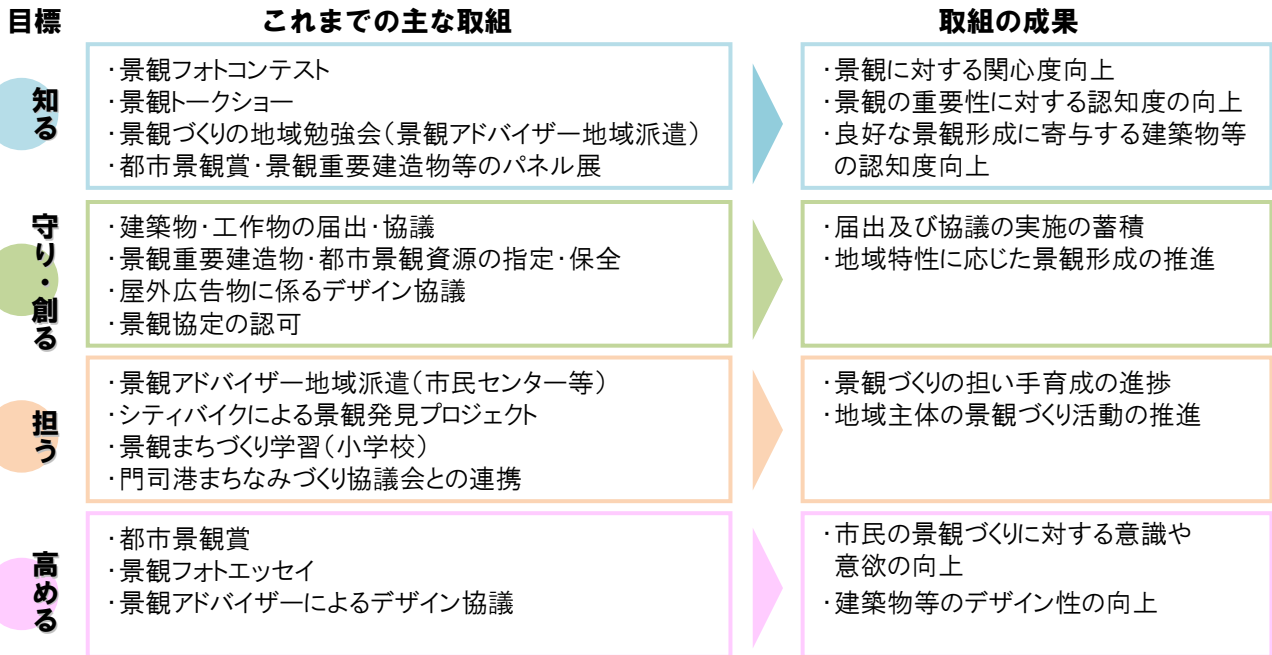 目標
これまでの主な取組
取組の成果
知る
・景観フォトコンテスト
・景観トークショー
・景観づくりの地域勉強会（景観アドバイザー地域派遣）
・都市景観賞・景観重要建造物等のパネル展
・景観に対する関心度向上
・景観の重要性に対する認知度の向上
・良好な景観形成に寄与する建築物等
の認知度向上
守り・創る
・建築物・工作物の届出・協議
・景観重要建造物・都市景観資源の指定・保全
・屋外広告物に係るデザイン協議
・景観協定の認可
・届出及び協議の実施の蓄積
・地域特性に応じた景観形成の推進
担う
・景観アドバイザー地域派遣（市民センター等）
・シティバイクによる景観発見プロジェクト
・景観まちづくり学習（小学校）
・門司港まちなみづくり協議会との連携
・景観づくりの担い手育成の進捗
・地域主体の景観づくり活動の推進
高める
・都市景観賞
・景観フォトエッセイ
・景観アドバイザーによるデザイン協議
・市民の景観づくりに対する意識や
意欲の向上
・建築物等のデザイン性の向上